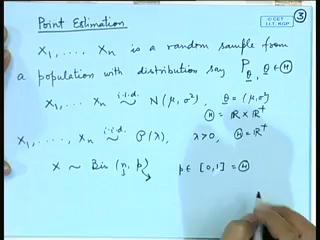 Point Estimation
© CET
I.I.T. KGP
3
X₁, .... Xₙ is a random sample from
a population with distribution say P_θ, θ ∈ Ⓗ
X₁, .... Xₙ i.i.d. ~ N(μ, σ²), θ = (μ, σ²)
Ⓗ = ℝ × ℝ⁺
X₁, ... Xₙ i.i.d. ~ P(λ), λ>0, Ⓗ = ℝ⁺
X ~ Bin (n, p) p ∈ [0,1] = Ⓗ